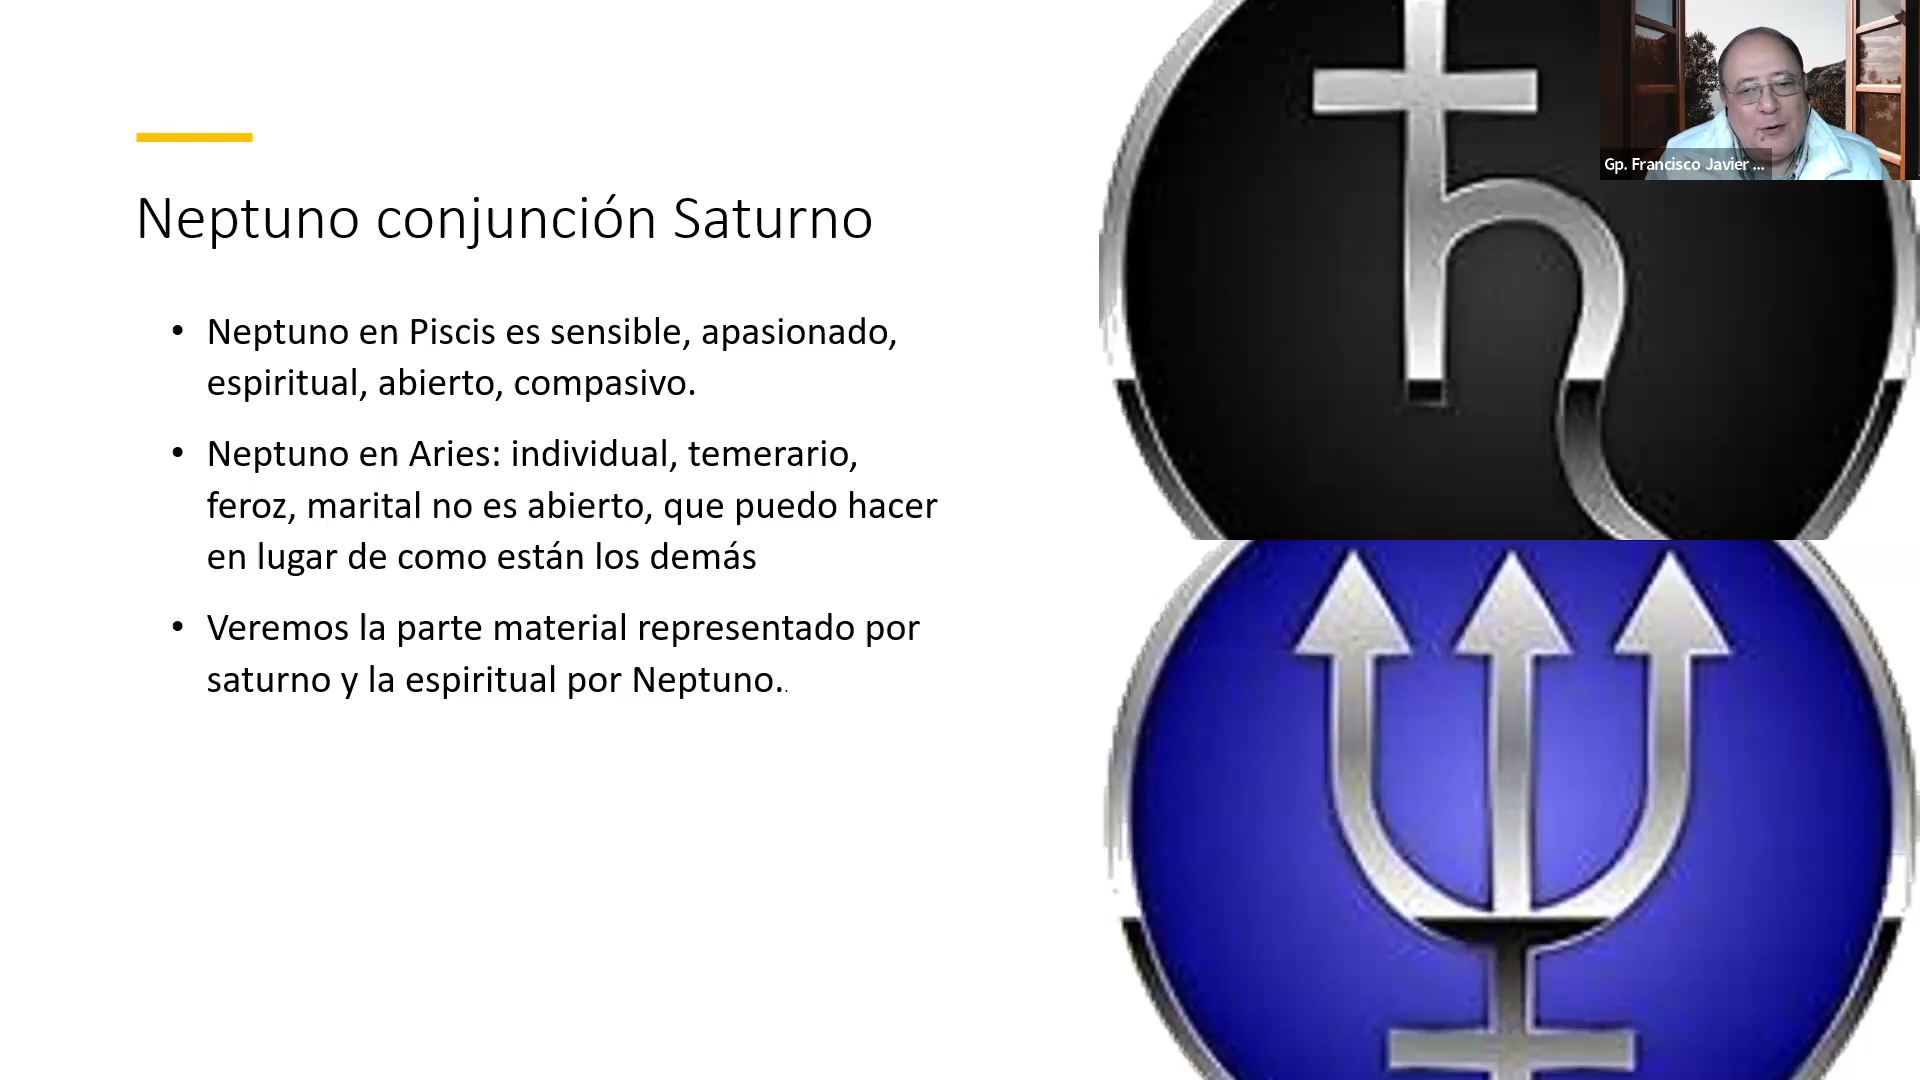 Gp. Francisco Javier ...
Neptuno conjunción Saturno
• Neptuno en Piscis es sensible, apasionado,
espiritual, abierto, compasivo.
• Neptuno en Aries: individual, temerario,
feroz, marital no es abierto, que puedo hacer
en lugar de como están los demás
• Veremos la parte material representado por
saturno y la espiritual por Neptuno..